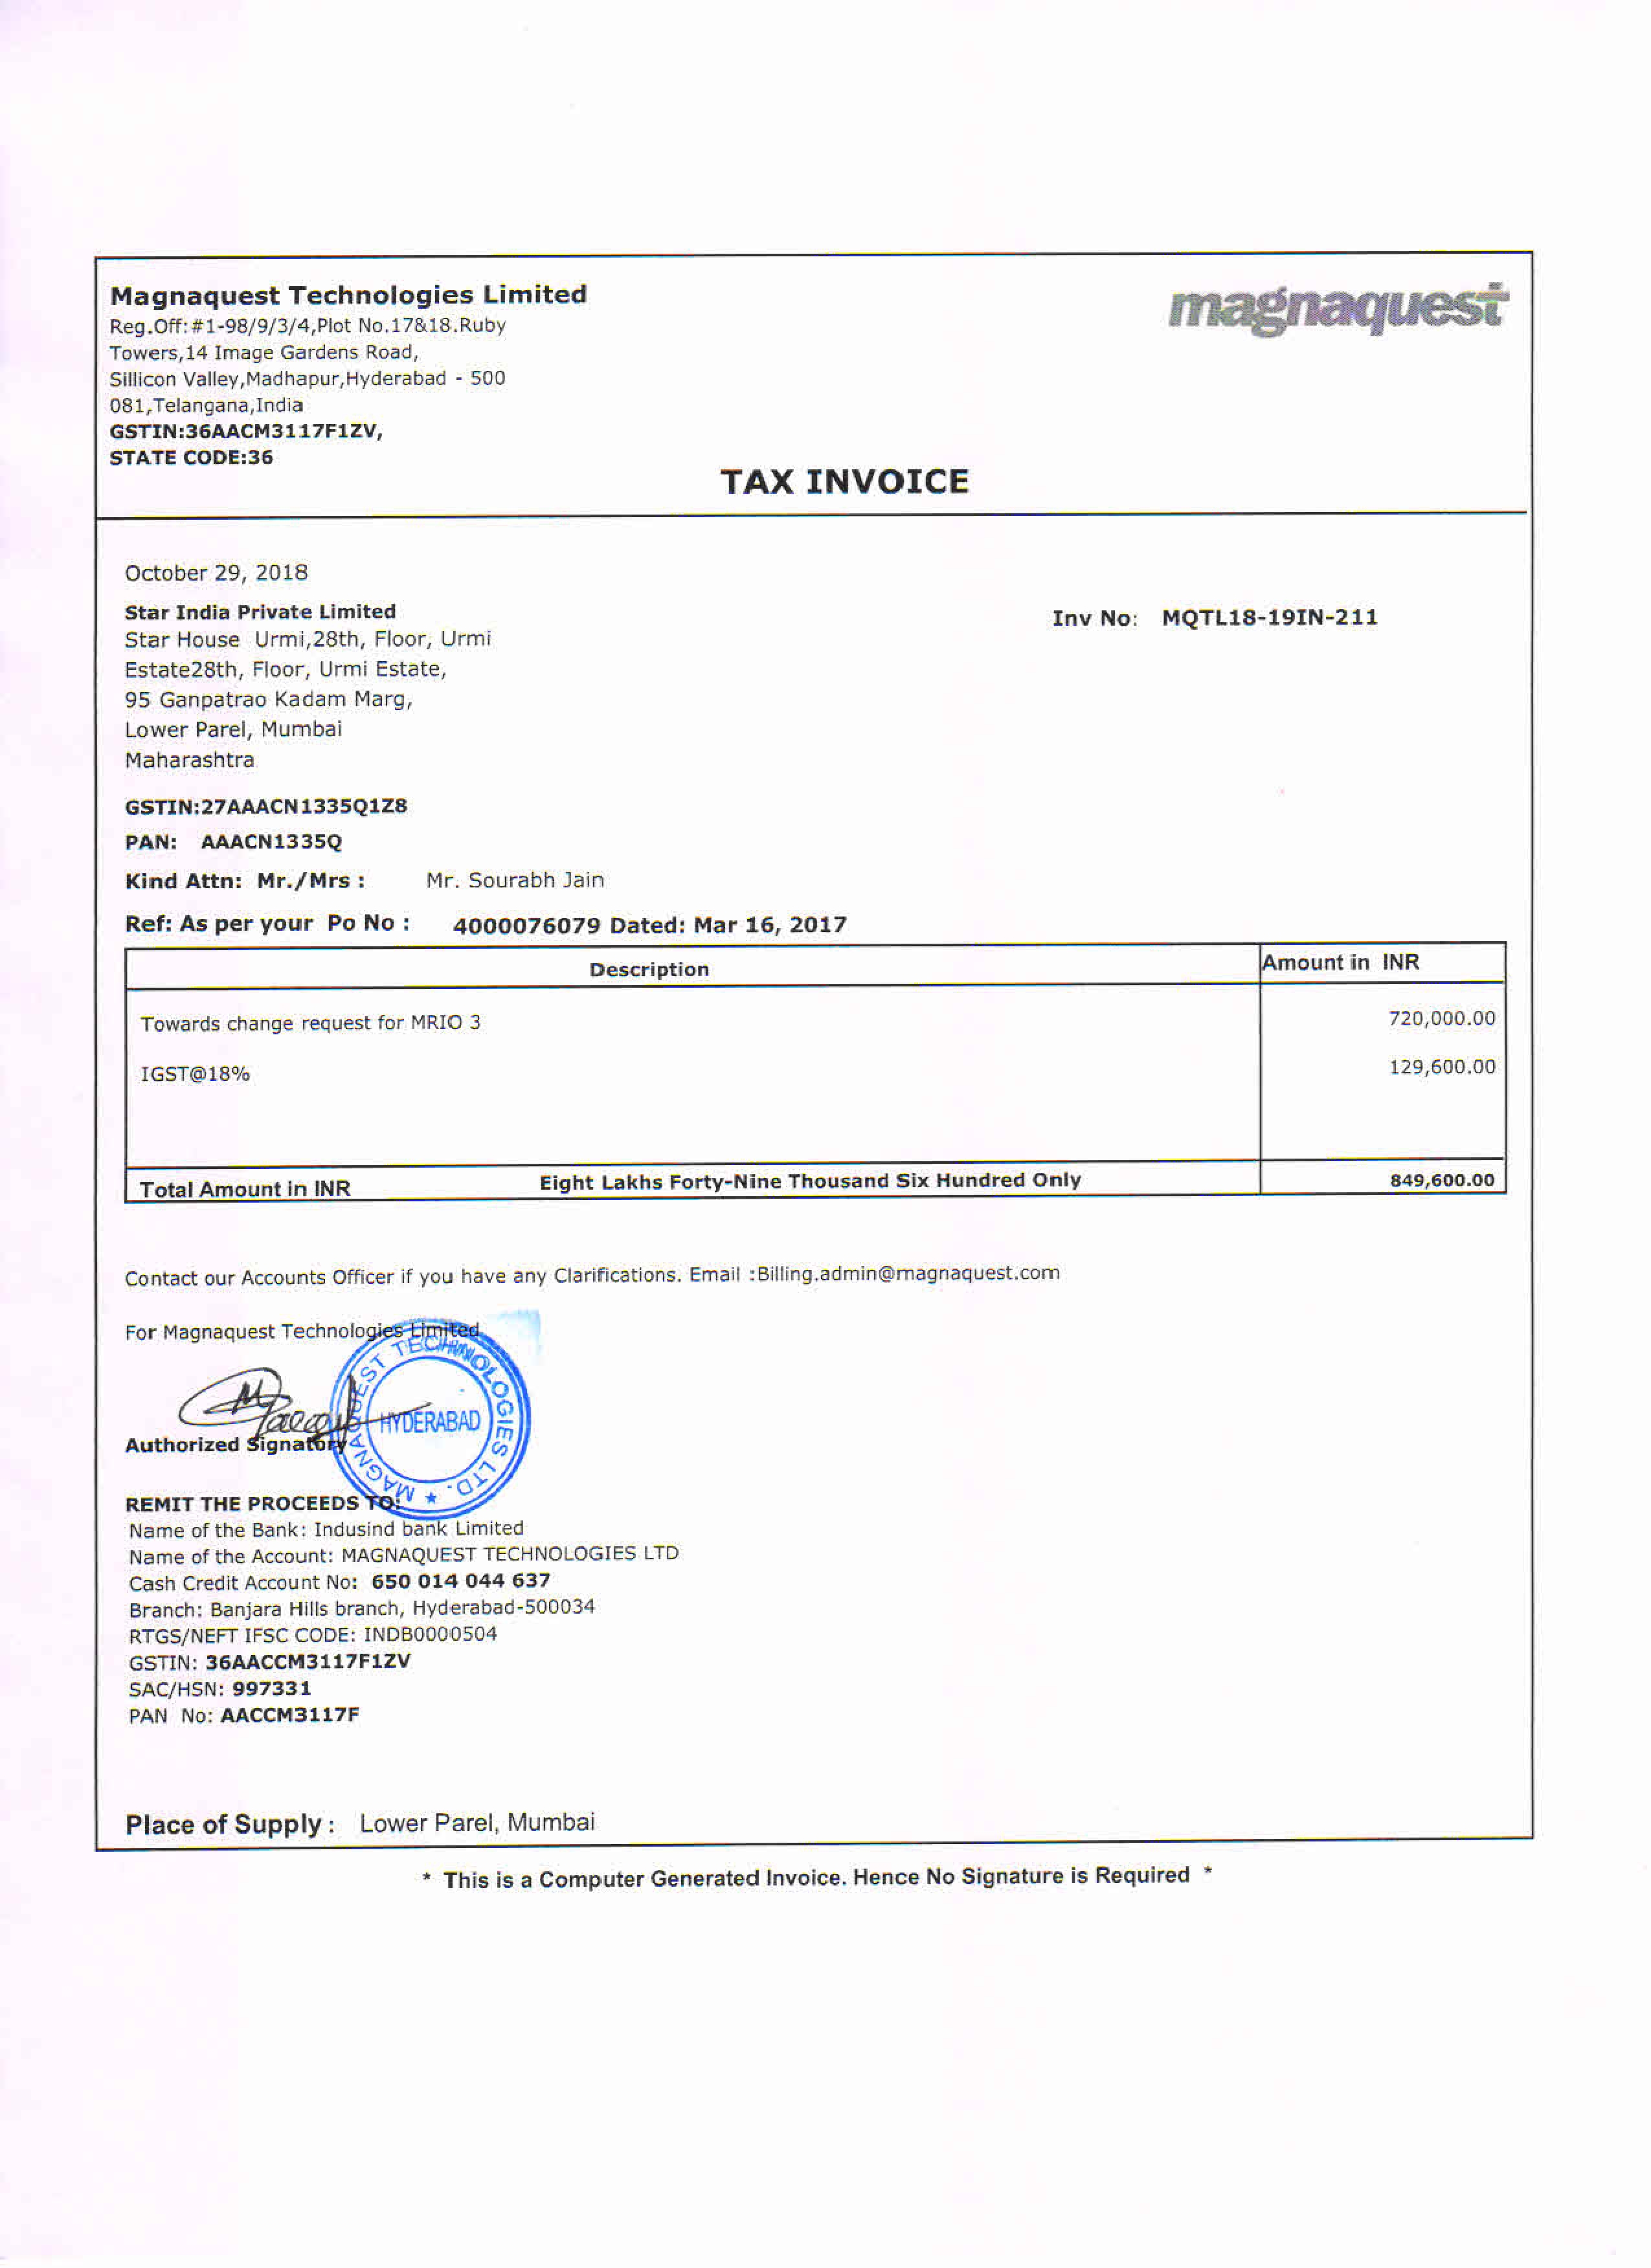 Magnaquest Technologies Limited
magnaquest
Reg.Off:#1-98/9/3/4,Plot No.17&18.Ruby
Towers,14 Image Gardens Road,
Sillicon Valley,Madhapur,Hyderabad - 500
081,Telangana,India
GSTIN:36AACM3117F1ZV,
STATE CODE:36
TAX INVOICE
October 29, 2018
Star India Private Limited
Inv No: MQTL18-19IN-211
Star House Urmi,28th, Floor, Urmi
Estate28th, Floor, Urmi Estate,
95 Ganpatrao Kadam Marg,
Lower Parel, Mumbai
Maharashtra
GSTIN:27AAACN1335Q1Z8
PAN: AAACN1335Q
Kind Attn: Mr./Mrs : Mr. Sourabh Jain
Ref: As per your Po No : 4000076079 Dated: Mar 16, 2017
Description Amount in INR
Towards change request for MRIO 3 720,000.00
IGST@18% 129,600.00
Total Amount in INR Eight Lakhs Forty-Nine Thousand Six Hundred Only 849,600.00
Contact our Accounts Officer if you have any Clarifications. Email :Billing.admin@magnaquest.com
For Magnaquest Technologies Limited
MAGNAQUEST TECHNOLOGIES LTD. ★
HYDERABAD
Authorized Signatory
REMIT THE PROCEEDS TO:
Name of the Bank: Indusind bank Limited
Name of the Account: MAGNAQUEST TECHNOLOGIES LTD
Cash Credit Account No: 650 014 044 637
Branch: Banjara Hills branch, Hyderabad-500034
RTGS/NEFT IFSC CODE: INDB0000504
GSTIN: 36AACCM3117F1ZV
SAC/HSN: 997331
PAN No: AACCM3117F
Place of Supply : Lower Parel, Mumbai
* This is a Computer Generated Invoice. Hence No Signature is Required *